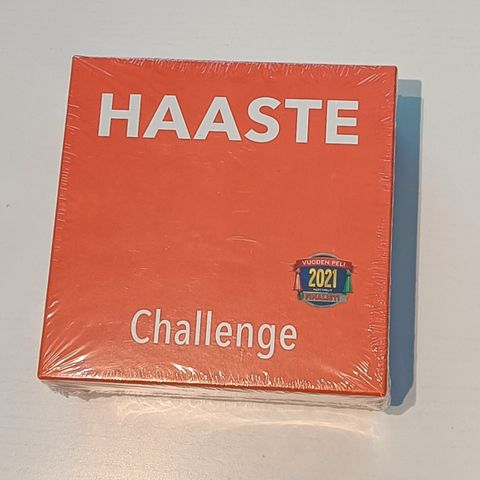 HAASTE
VUODEN PELI
2021
FINALISTI
Challenge